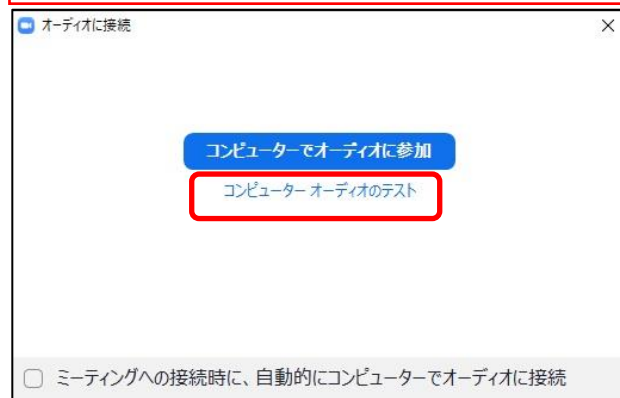 オーディオに接続
コンピューターでオーディオに参加
コンピューター オーディオのテスト
ミーティングへの接続時に、自動的にコンピューターでオーディオに接続